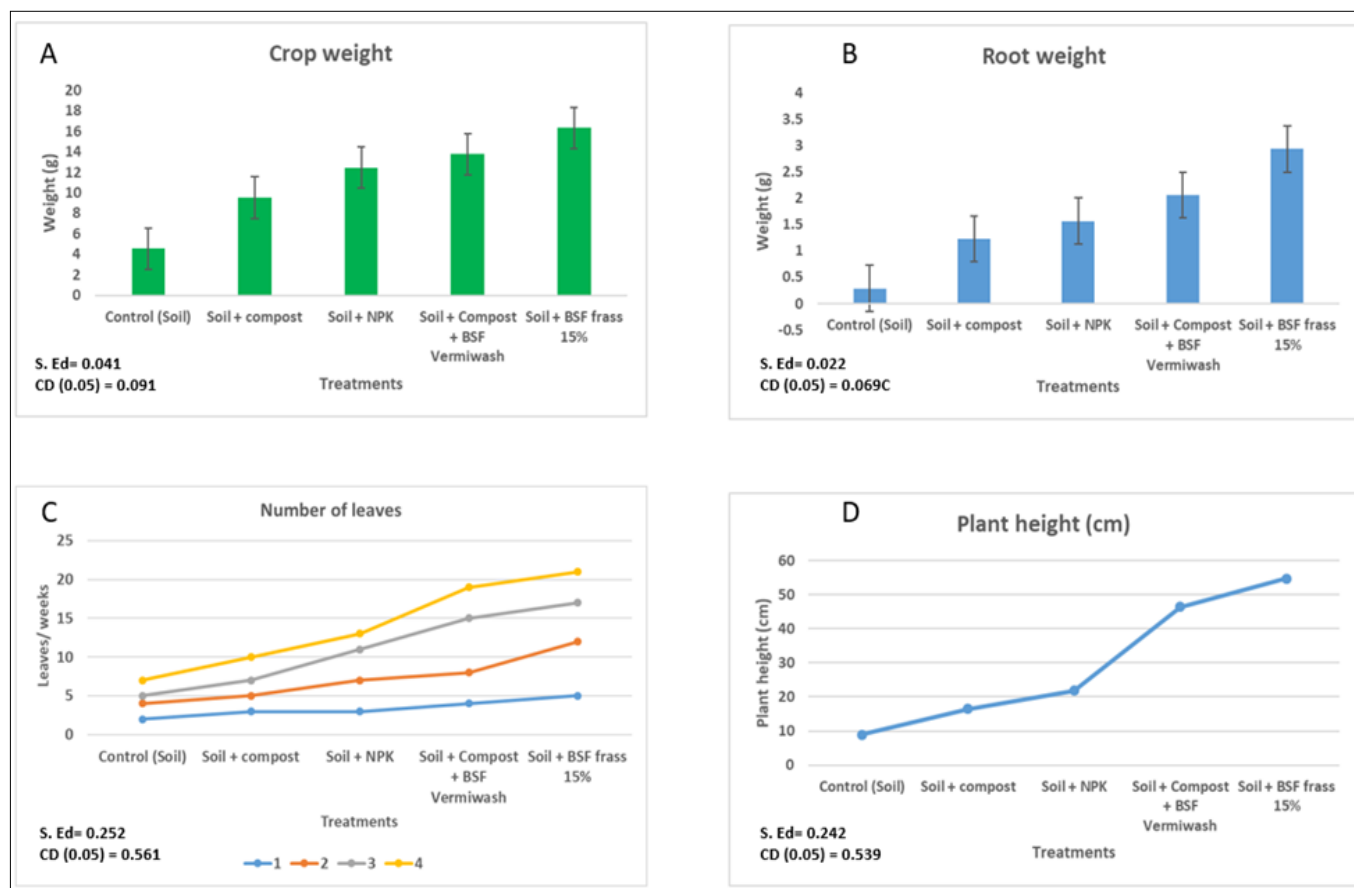 A
Crop weight
20
18
16
14
12
10
8
6
4
2
0
Weight (g)
Control (Soil)
Soil + compost
Soil + NPK
Soil + Compost
+ BSF
Vermiwash
Soil + BSF frass
15%
S. Ed= 0.041
CD (0.05) = 0.091
Treatments
B
Root weight
4
3.5
3
2.5
2
1.5
1
0.5
0
-0.5
Weight (g)
Control (Soil)
Soil + compost
Soil + NPK
Soil + Compost
+ BSF
Vermiwash
Soil + BSF frass
15%
S. Ed= 0.022
CD (0.05) = 0.069C
Treatments
C
Number of leaves
25
20
15
10
5
0
Leaves/ weeks
Control (Soil)
Soil + compost
Soil + NPK
Soil + Compost
+ BSF
Vermiwash
Soil + BSF frass
15%
Treatments
S. Ed= 0.252
CD (0.05) = 0.561
1 2 3 4
D
Plant height (cm)
60
50
40
30
20
10
0
Plant height (cm)
Control (Soil)
Soil + compost
Soil + NPK
Soil + Compost
+ BSF
Vermiwash
Soil + BSF frass
15%
S. Ed= 0.242
CD (0.05) = 0.539
Treatments